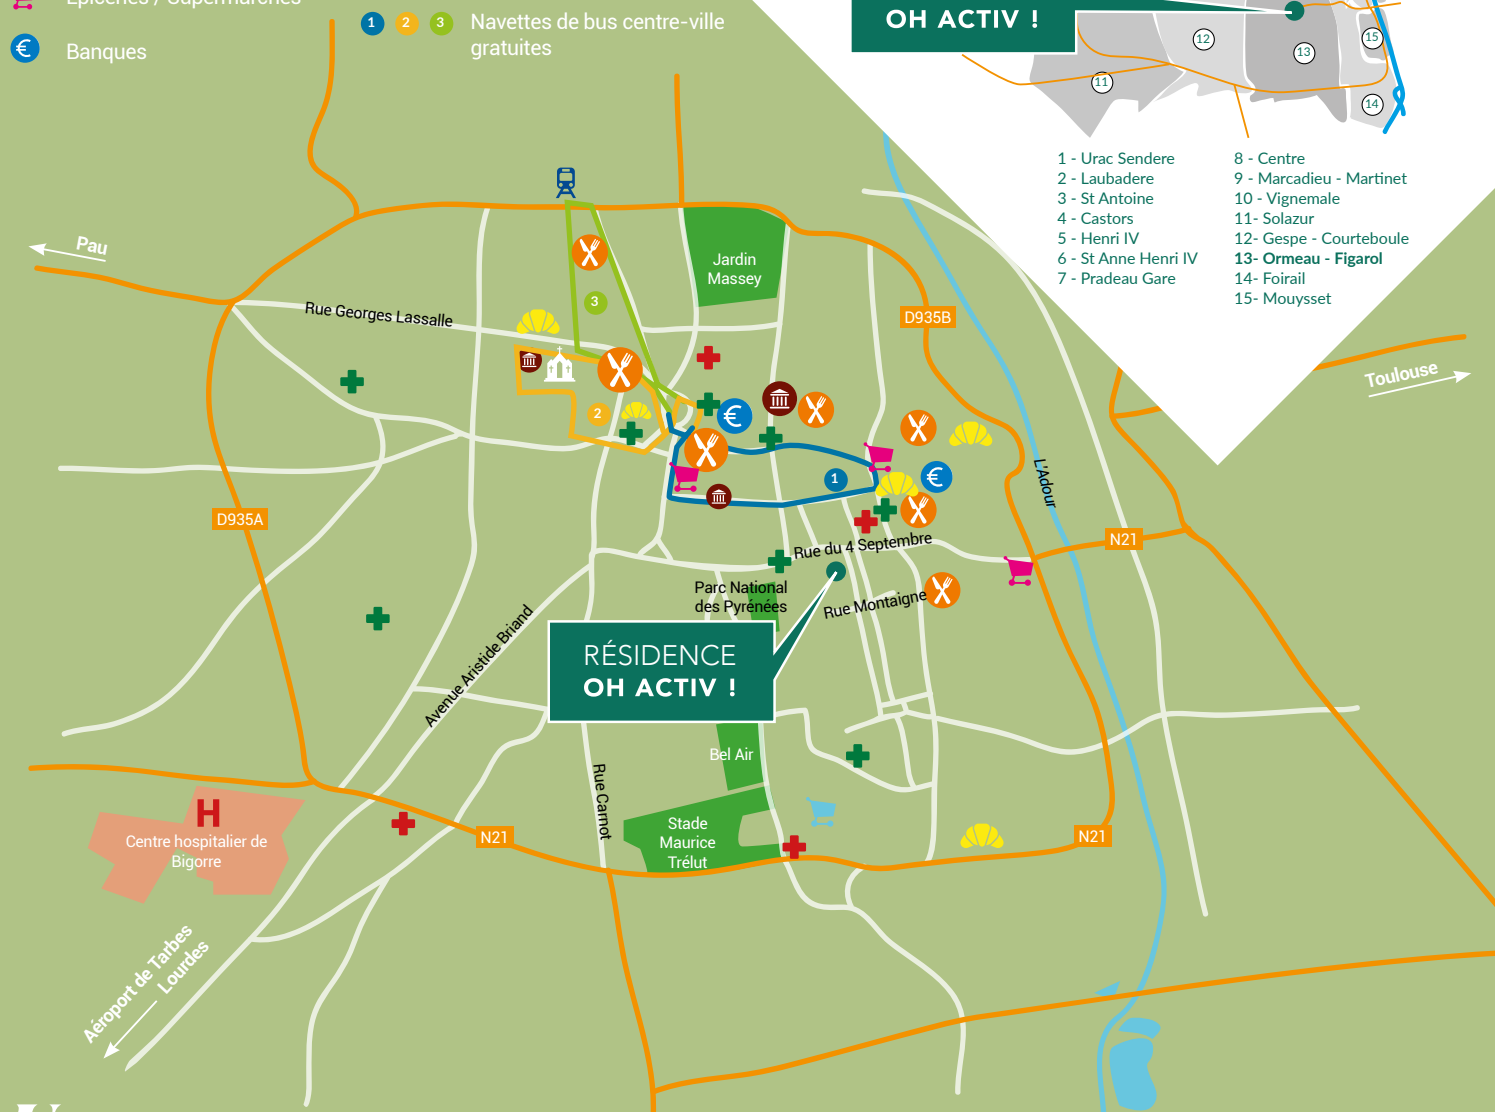 Épiceries / Supermarchés
Banques
1 2 3 Navettes de bus centre-ville
gratuites
OH ACTIV !
11
12
13
14
15
1 - Urac Sendere
2 - Laubadere
3 - St Antoine
4 - Castors
5 - Henri IV
6 - St Anne Henri IV
7 - Pradeau Gare
8 - Centre
9 - Marcadieu - Martinet
10 - Vignemale
11- Solazur
12- Gespe - Courteboule
13- Ormeau - Figarol
14- Foirail
15- Mouysset
Pau
Jardin
Massey
Rue Georges Lassalle
3
D935B
Toulouse
2
1
L'Adour
D935A
N21
Rue du 4 Septembre
Parc National
des Pyrénées
Rue Montaigne
Avenue Aristide Briand
RÉSIDENCE
OH ACTIV !
Bel Air
Rue Carnot
H
Centre hospitalier de
Bigorre
N21
Stade
Maurice
Trélut
N21
Aéroport de Tarbes
Lourdes